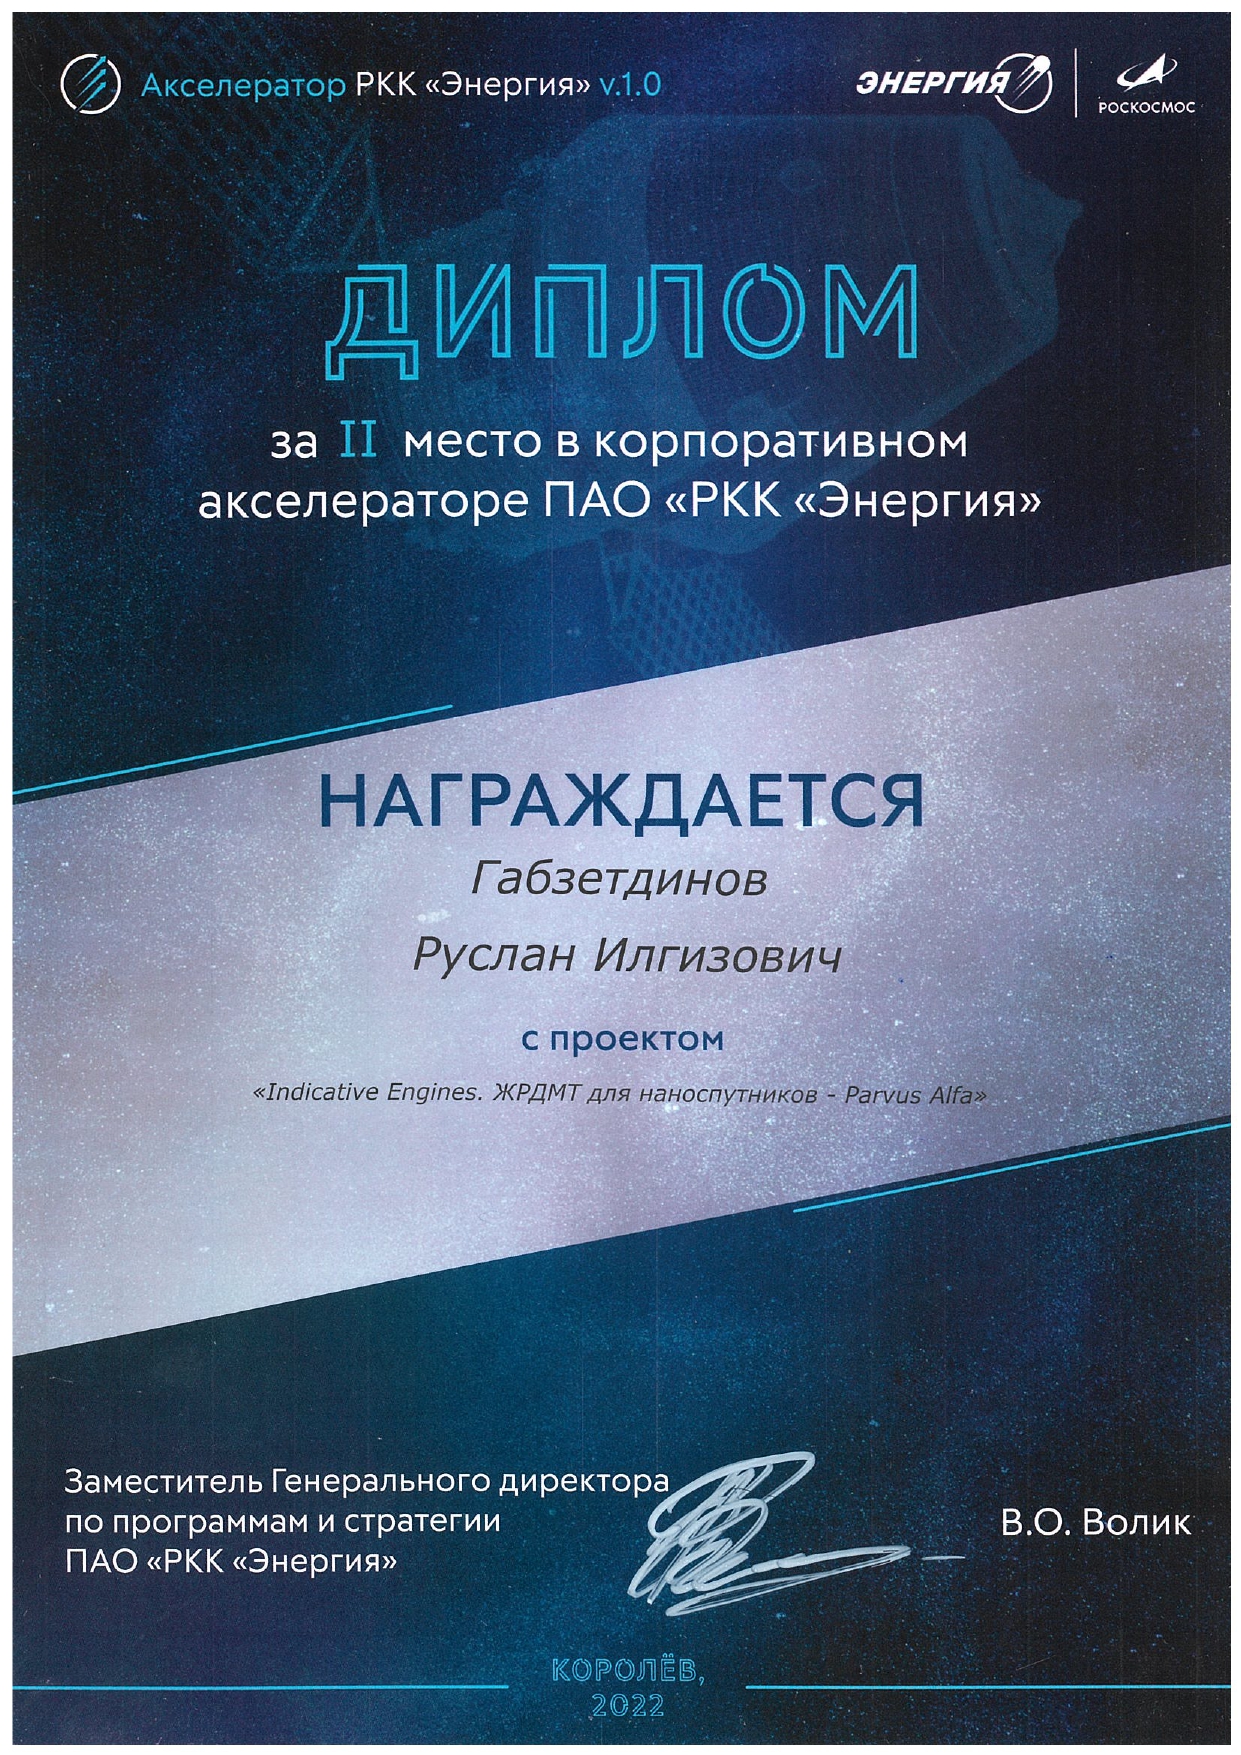 Акселератор РКК «Энергия» v.1.0
ЭНЕРГИЯ
РОСКОСМОС
ДИПЛОМ
за II место в корпоративном
акселераторе ПАО «РКК «Энергия»
НАГРАЖДАЕТСЯ
Габзетдинов
Руслан Илгизович
с проектом
«Indicative Engines. ЖРДМТ для наноспутников - Parvus Alfa»
Заместитель Генерального директора
по программам и стратегии
ПАО «РКК «Энергия»
В.О. Волик
КОРОЛЁВ,
2022